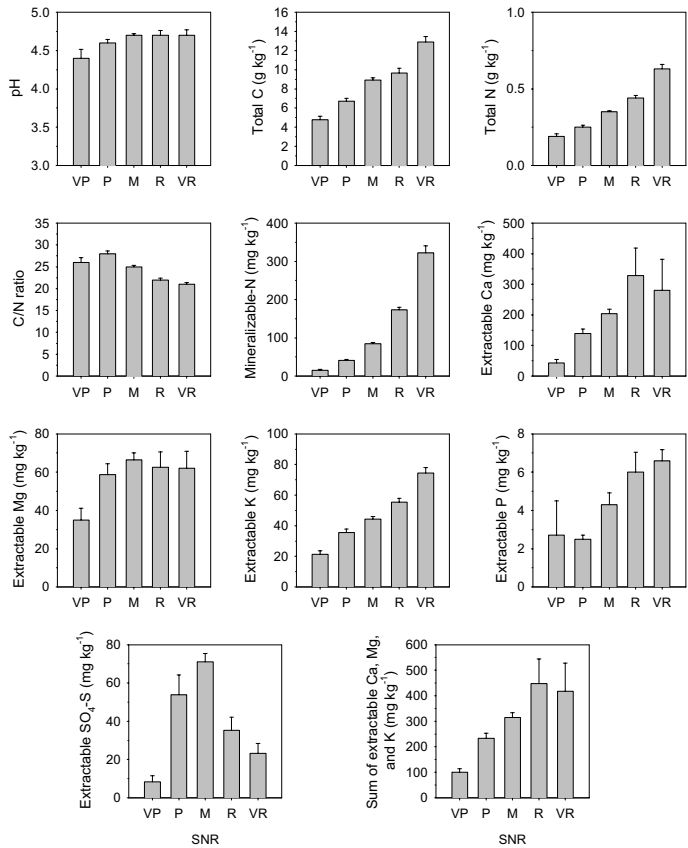 pH
5.0
4.5
4.0
3.5
3.0
VP P M R VR
Total C (g kg-1)
16
14
12
10
8
6
4
2
0
VP P M R VR
Total N (g kg-1)
1.0
0.5
0.0
VP P M R VR
C/N ratio
35
30
25
20
15
10
5
0
VP P M R VR
Mineralizable-N (mg kg-1)
400
300
200
100
0
VP P M R VR
Extractable Ca (mg kg-1)
500
400
300
200
100
0
VP P M R VR
Extractable Mg (mg kg-1)
80
60
40
20
0
VP P M R VR
Extractable K (mg kg-1)
100
80
60
40
20
0
VP P M R VR
Extractable P (mg kg-1)
8
6
4
2
0
VP P M R VR
Extractable SO4-S (mg kg-1)
80
60
40
20
0
VP P M R VR
SNR
Sum of extractable Ca, Mg,
and K (mg kg-1)
600
500
400
300
200
100
0
VP P M R VR
SNR